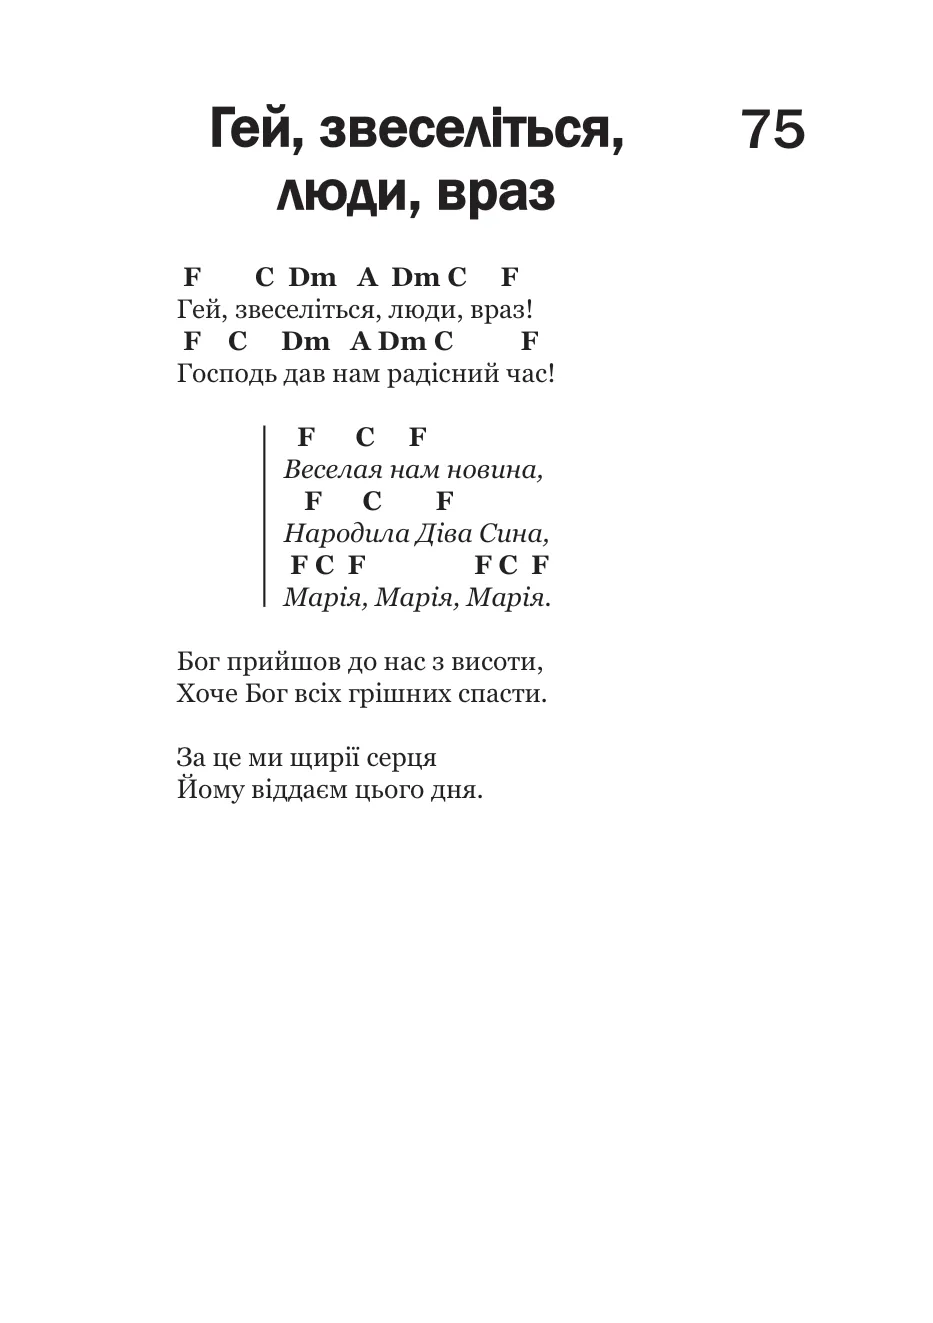 Гей, звеселіться, 75
люди, враз
F C Dm A Dm C F
Гей, звеселіться, люди, враз!
F C Dm A Dm C F
Господь дав нам радісний час!
F C F
Веселая нам новина,
F C F
Народила Діва Сина,
F C F F C F
Марія, Марія, Марія.
Бог прийшов до нас з висоти,
Хоче Бог всіх грішних спасти.
За це ми щирії серця
Йому віддаєм цього дня.